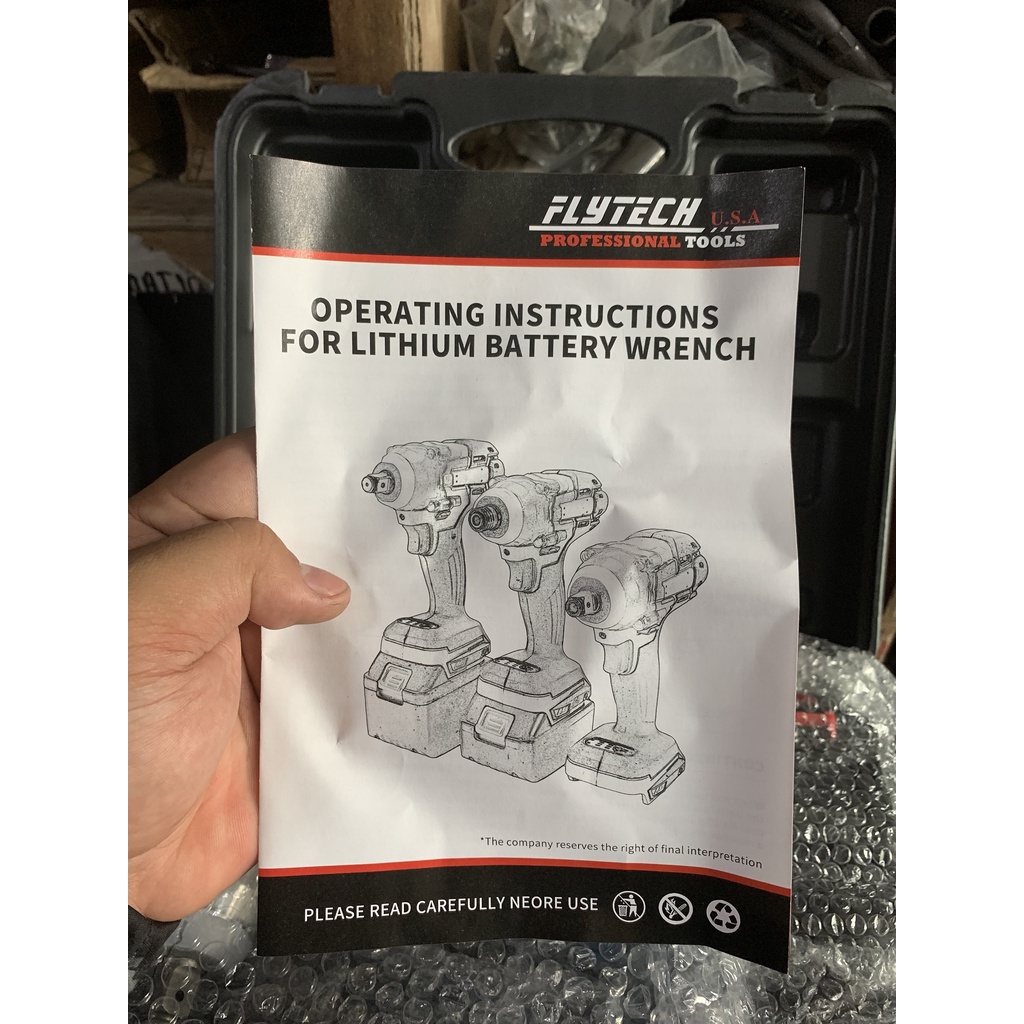 FLYTECH U.S.A
PROFESSIONAL TOOLS
OPERATING INSTRUCTIONS
FOR LITHIUM BATTERY WRENCH
*The company reserves the right of final interpretation
PLEASE READ CAREFULLY NEORE USE